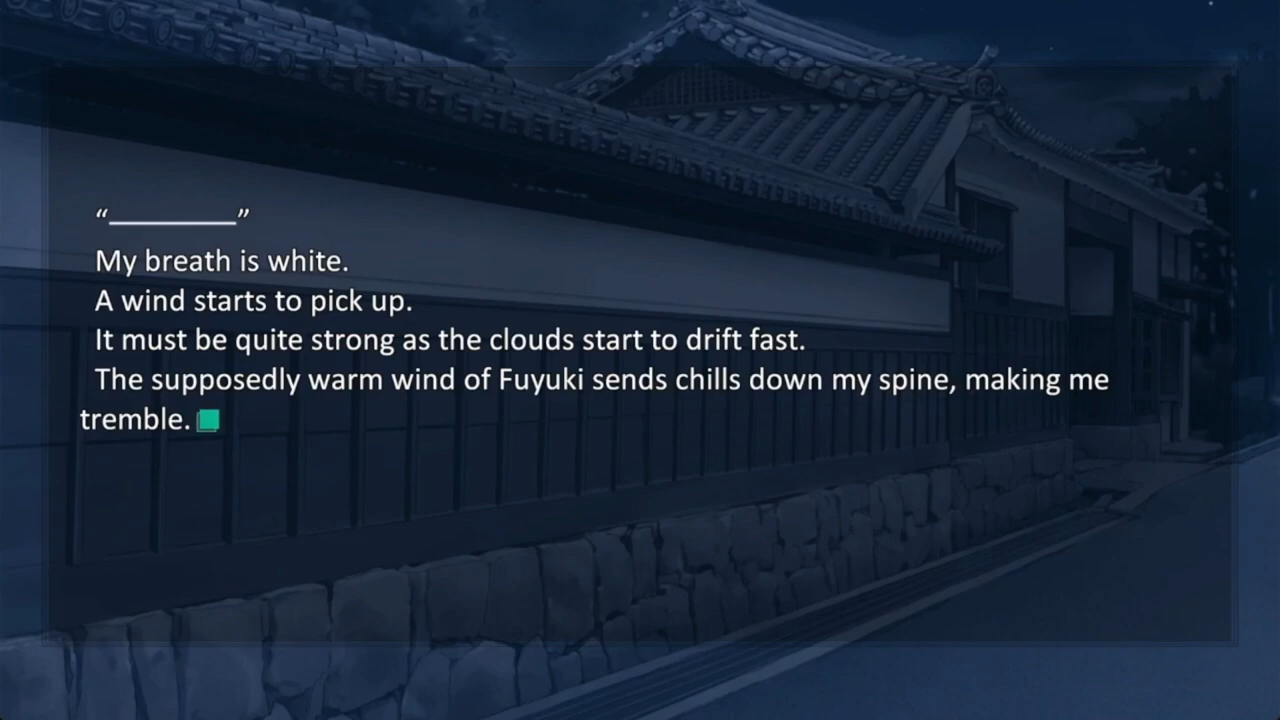 “————————”
My breath is white.
A wind starts to pick up.
It must be quite strong as the clouds start to drift fast.
The supposedly warm wind of Fuyuki sends chills down my spine, making me
tremble.